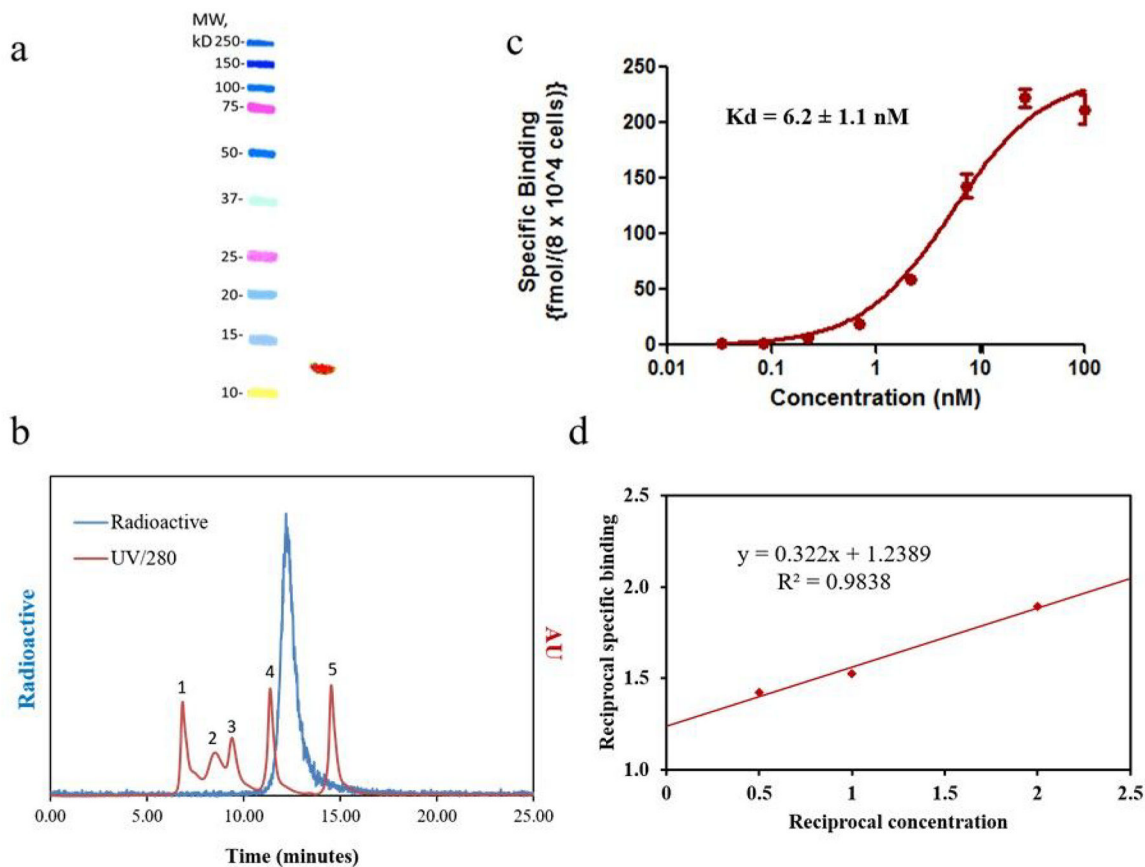 a
MW,
kD 250-
150-
100-
75-
50-
37-
25-
20-
15-
10-
b
Radioactive
UV/280
1
2
3
4
5
Radioactive
AU
0
5.00
10.00
15.00
20.00
25.00
Time (minutes)
c
250
200
150
100
50
0
Kd = 6.2 ± 1.1 nM
Specific Binding
{fmol/(8 x 10^4 cells)}
0.01
0.1
1
10
100
Concentration (nM)
d
2.5
2.0
1.5
1.0
y = 0.322x + 1.2389
R² = 0.9838
Reciprocal specific binding
0
0.5
1
1.5
2
2.5
Reciprocal concentration